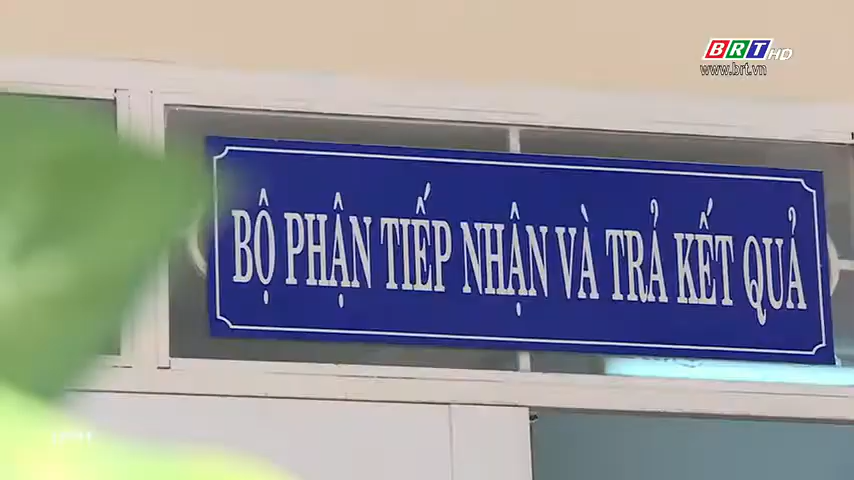 BRT HD
www.brt.vn
BỘ PHẬN TIẾP NHẬN VÀ TRẢ KẾT QUẢ